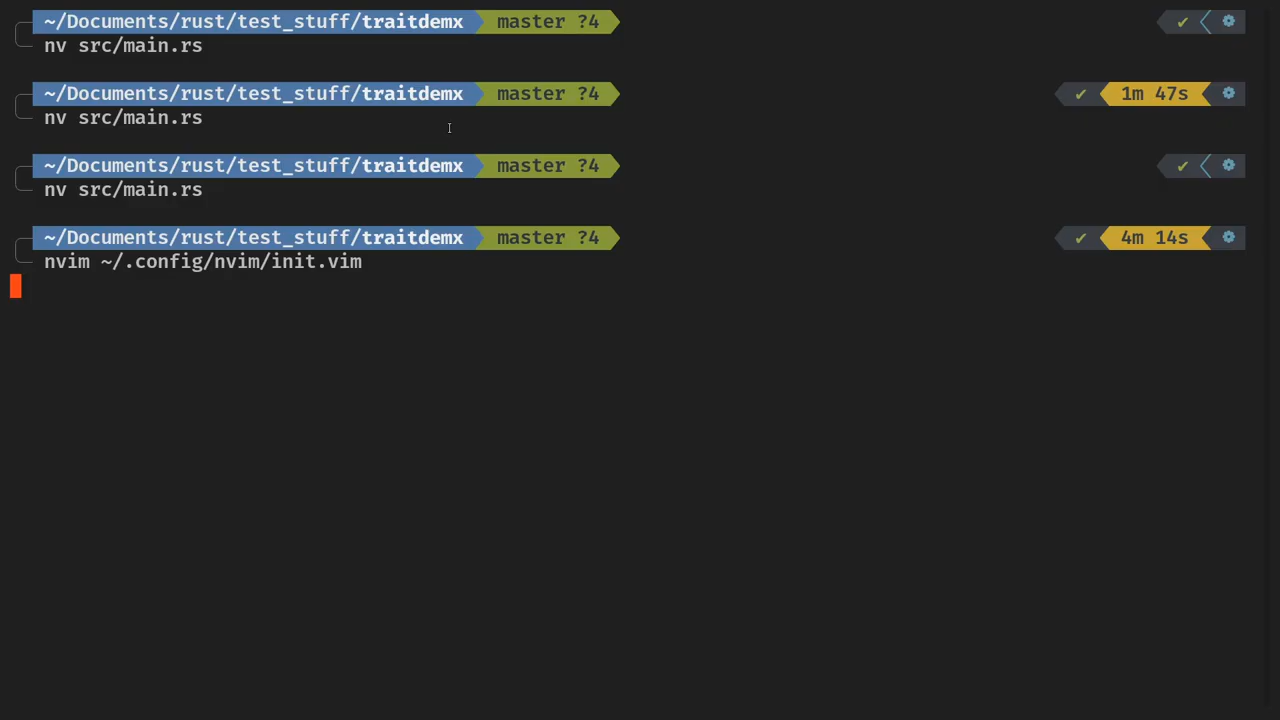 ~/Documents/rust/test_stuff/traitdemx master ?4 ✔
nv src/main.rs
~/Documents/rust/test_stuff/traitdemx master ?4 ✔ 1m 47s
nv src/main.rs
~/Documents/rust/test_stuff/traitdemx master ?4 ✔
nv src/main.rs
~/Documents/rust/test_stuff/traitdemx master ?4 ✔ 4m 14s
nvim ~/.config/nvim/init.vim